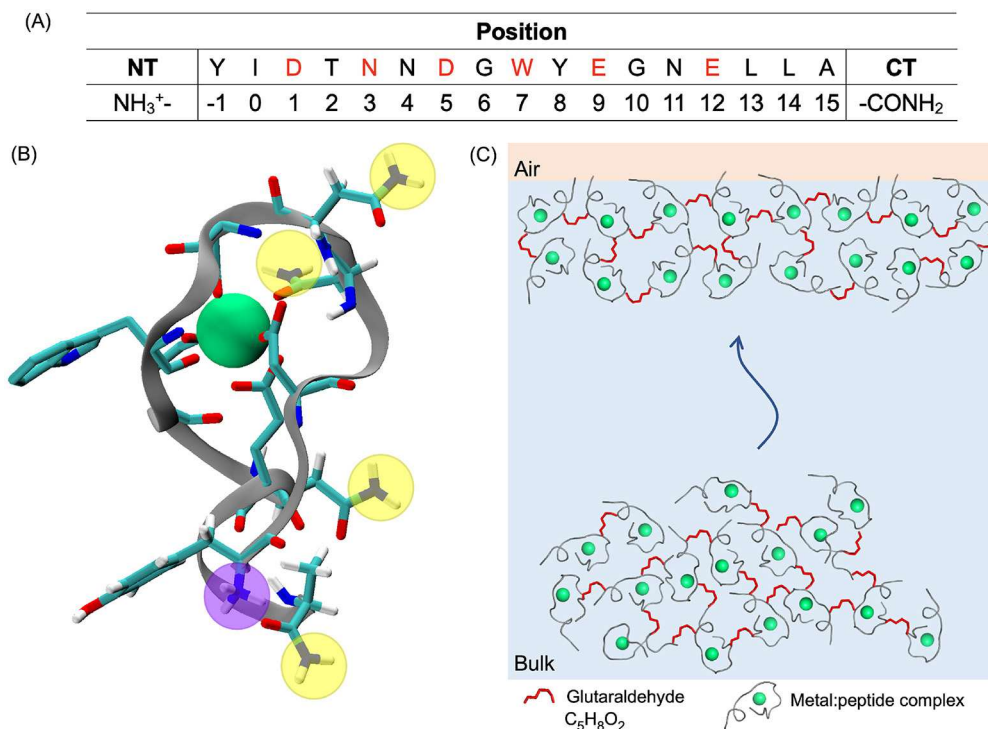 (A)
Position
NT Y I D T N N D G W Y E G N E L L A CT
NH₃⁺- -1 0 1 2 3 4 5 6 7 8 9 10 11 12 13 14 15 -CONH₂
(B)
(C)
Air
Bulk
Glutaraldehyde
C₅H₈O₂
Metal:peptide complex